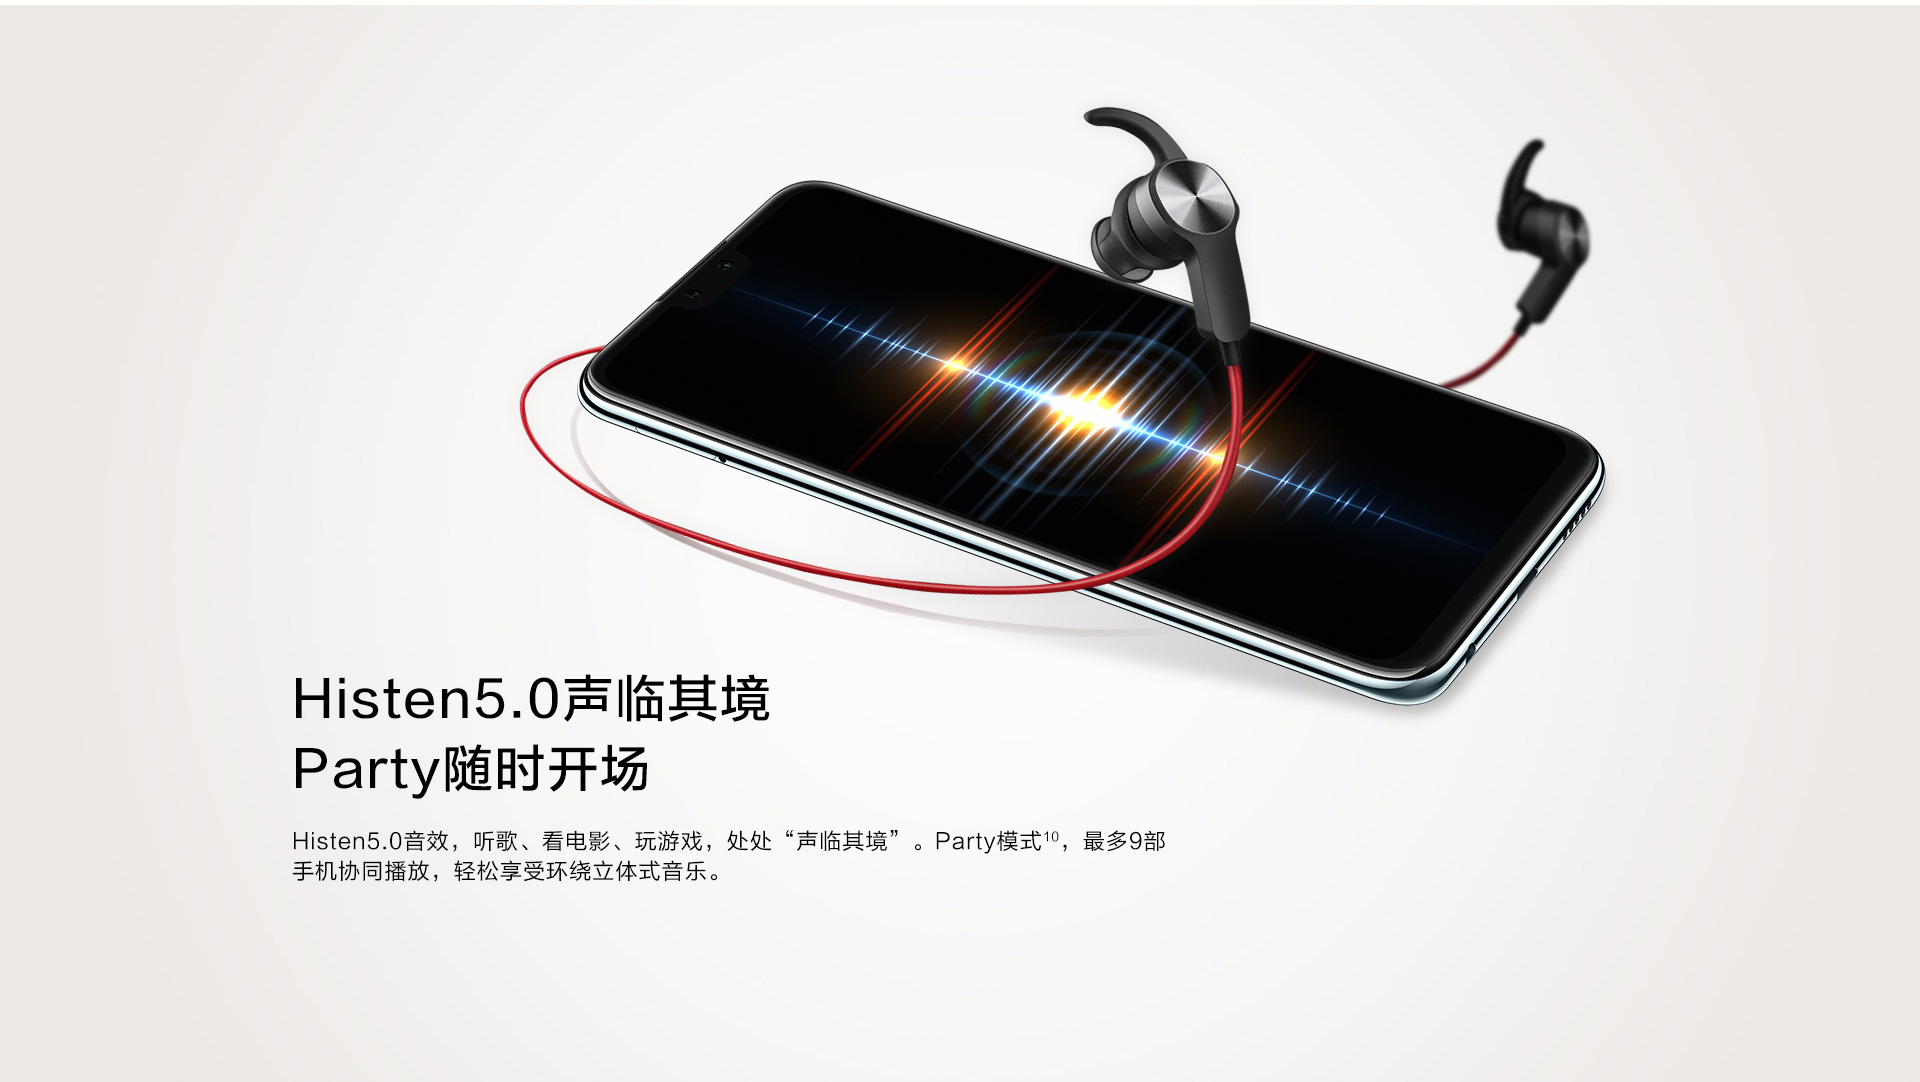 Histen5.0声临其境
Party随时开场
Histen5.0音效，听歌、看电影、玩游戏，处处“声临其境”。Party模式¹⁰，最多9部
手机协同播放，轻松享受环绕立体式音乐。